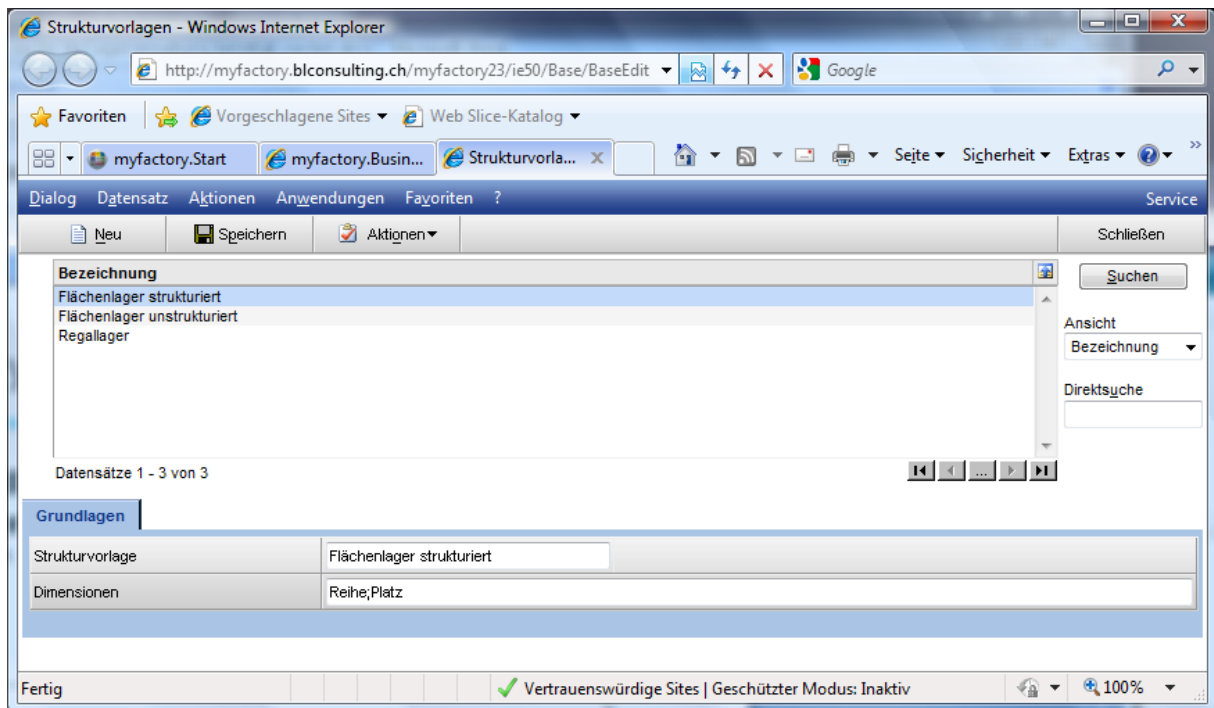 Strukturvorlagen - Windows Internet Explorer
http://myfactory.blconsulting.ch/myfactory23/ie50/Base/BaseEdit Google
Favoriten Vorgeschlagene Sites Web Slice-Katalog
myfactory.Start myfactory.Busin... Strukturvorla... x Seite Sicherheit Extras »
Dialog Datensatz Aktionen Anwendungen Favoriten ? Service
Neu Speichern Aktionen Schließen
Bezeichnung Suchen
Flächenlager strukturiert
Flächenlager unstrukturiert Ansicht
Regallager Bezeichnung
Direktsuche
Datensätze 1 - 3 von 3 ...
Grundlagen
Strukturvorlage Flächenlager strukturiert
Dimensionen Reihe;Platz
Fertig Vertrauenswürdige Sites | Geschützter Modus: Inaktiv 100%